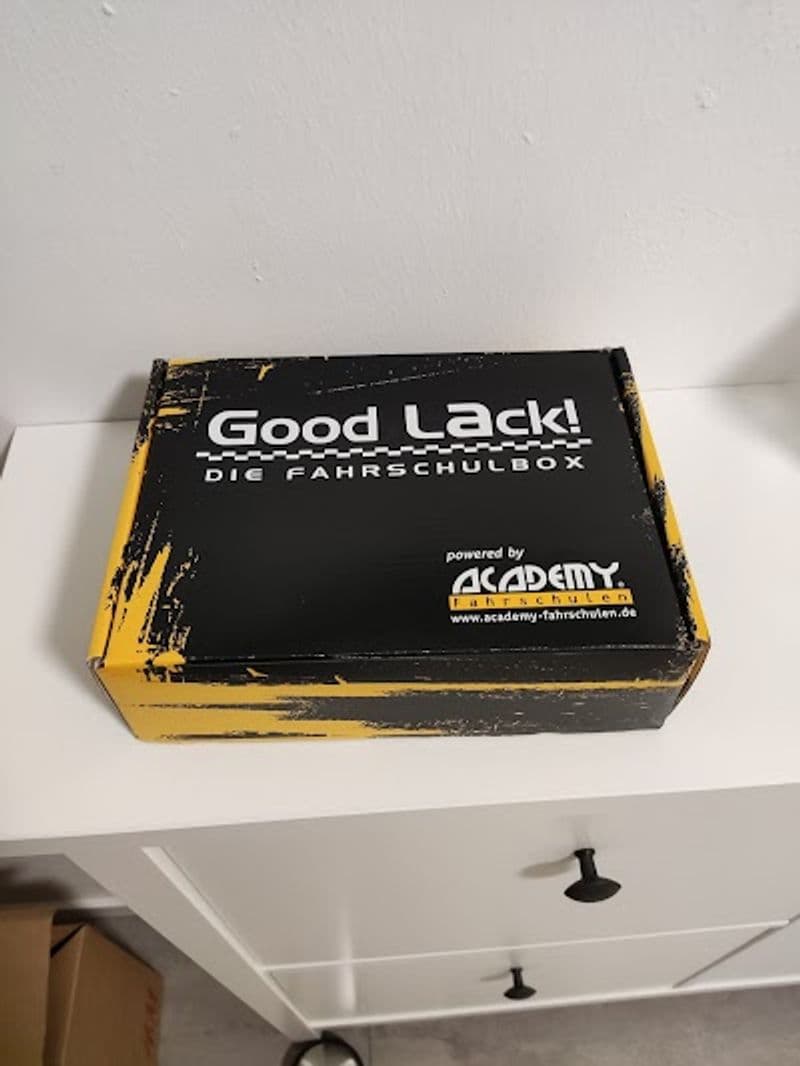 Good Lack!
DIE FAHRSCHULBOX
powered by
ACADEMY®
Fahrschulen
www.academy-fahrschulen.de